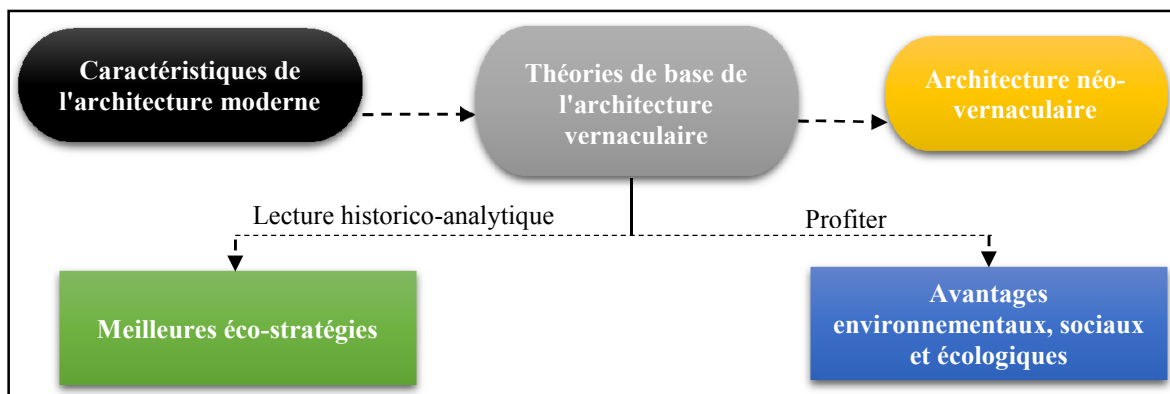 Caractéristiques de
l'architecture moderne
Théories de base de
l'architecture
vernaculaire
Architecture néo-
vernaculaire
Lecture historico-analytique
Profiter
Meilleures éco-stratégies
Avantages
environnementaux, sociaux
et écologiques